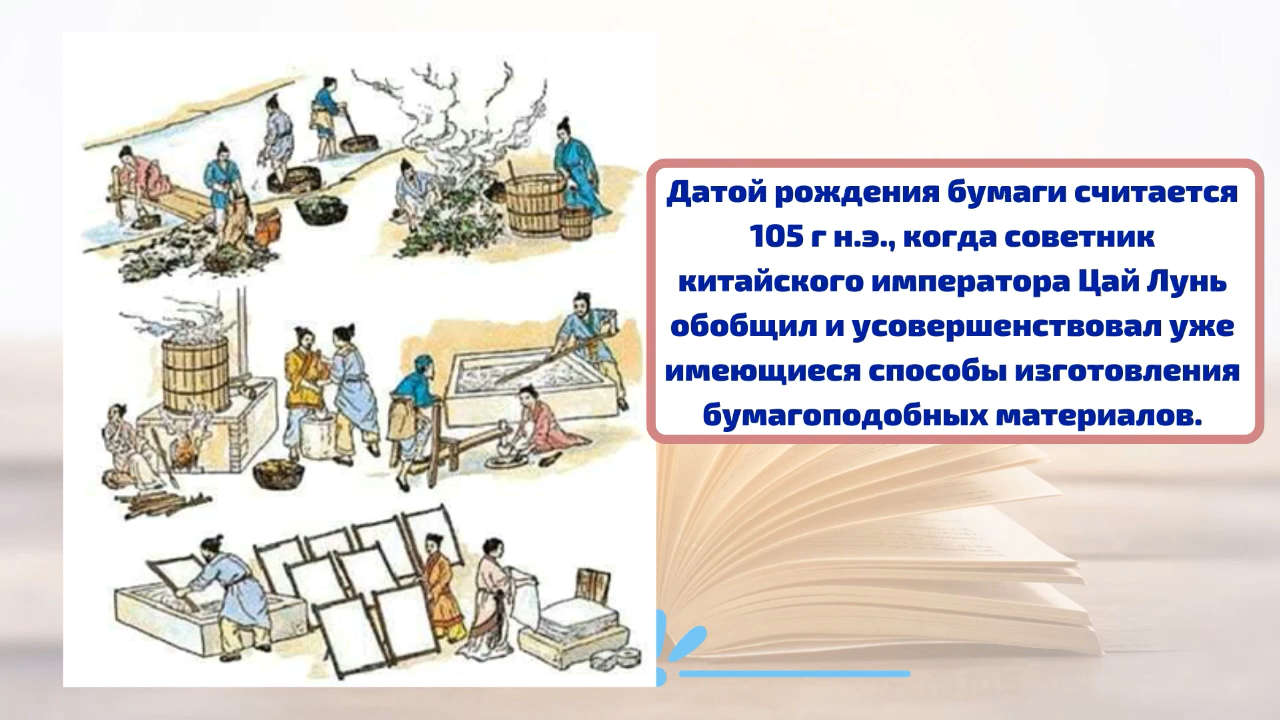 Датой рождения бумаги считается
105 г н.э., когда советник
китайского императора Цай Лунь
обобщил и усовершенствовал уже
имеющиеся способы изготовления
бумагоподобных материалов.